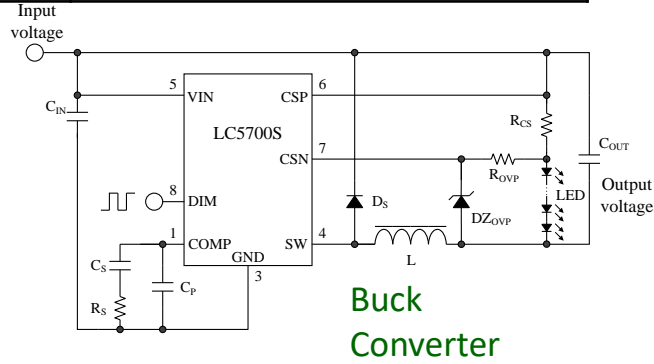 Input
voltage
5
VIN
CSP
6
C_IN
R_CS
LC5700S
C_OUT
CSN
7
R_OVP
LED
Output
voltage
8
DIM
D_S
DZ_OVP
1
COMP
SW
4
GND
3
L
C_S
C_P
R_S
Buck
Converter